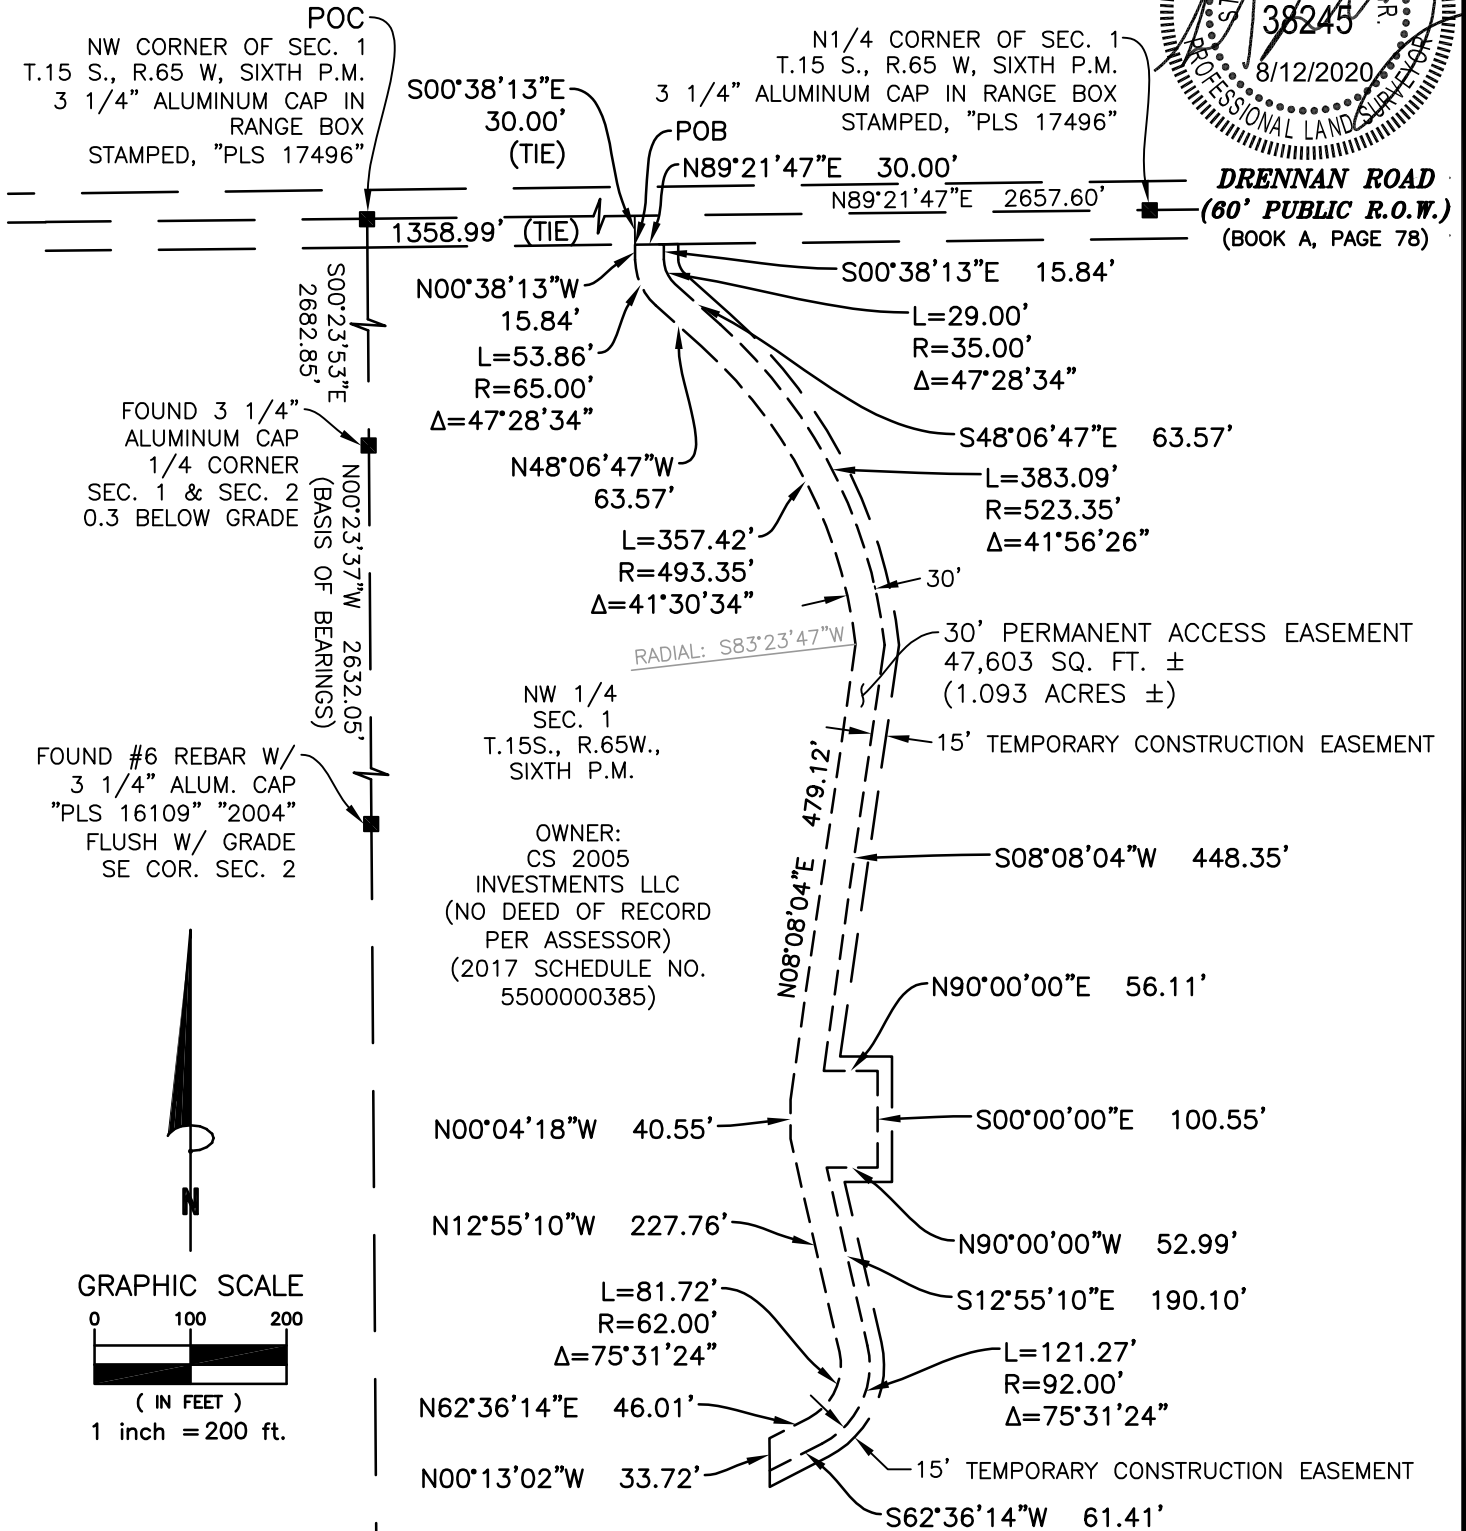 POC
NW CORNER OF SEC. 1
T.15 S., R.65 W, SIXTH P.M.
3 1/4” ALUMINUM CAP IN
RANGE BOX
STAMPED, "PLS 17496”
S00°38’13”E
30.00’
(TIE)
POB
N89°21’47”E 30.00’
N1/4 CORNER OF SEC. 1
T.15 S., R.65 W, SIXTH P.M.
3 1/4” ALUMINUM CAP IN RANGE BOX
STAMPED, "PLS 17496”
38245
8/12/2020
PROFESSIONAL LAND SURVEYOR
DRENNAN ROAD
(60’ PUBLIC R.O.W.)
(BOOK A, PAGE 78)
N89°21’47”E 2657.60’
1358.99’ (TIE)
S00°23’53”E
2682.85’
N00°38’13”W
15.84’
L=53.86’
R=65.00’
Δ=47°28’34”
S00°38’13”E 15.84’
L=29.00’
R=35.00’
Δ=47°28’34”
FOUND 3 1/4”
ALUMINUM CAP
1/4 CORNER
SEC. 1 & SEC. 2
0.3 BELOW GRADE
N00°23’37”W 2632.05’
(BASIS OF BEARINGS)
N48°06’47”W
63.57’
S48°06’47”E 63.57’
L=383.09’
R=523.35’
Δ=41°56’26”
L=357.42’
R=493.35’
Δ=41°30’34”
30’
RADIAL: S83°23’47”W
30’ PERMANENT ACCESS EASEMENT
47,603 SQ. FT. ±
(1.093 ACRES ±)
NW 1/4
SEC. 1
T.15S., R.65W.,
SIXTH P.M.
15’ TEMPORARY CONSTRUCTION EASEMENT
FOUND #6 REBAR W/
3 1/4” ALUM. CAP
"PLS 16109” "2004”
FLUSH W/ GRADE
SE COR. SEC. 2
OWNER:
CS 2005
INVESTMENTS LLC
(NO DEED OF RECORD
PER ASSESSOR)
(2017 SCHEDULE NO.
5500000385)
N08°08’04”E 479.12’
S08°08’04”W 448.35’
N90°00’00”E 56.11’
N00°04’18”W 40.55’
S00°00’00”E 100.55’
N
N12°55’10”W 227.76’
N90°00’00”W 52.99’
S12°55’10”E 190.10’
GRAPHIC SCALE
0 100 200
( IN FEET )
1 inch = 200 ft.
L=81.72’
R=62.00’
Δ=75°31’24”
L=121.27’
R=92.00’
Δ=75°31’24”
N62°36’14”E 46.01’
N00°13’02”W 33.72’
15’ TEMPORARY CONSTRUCTION EASEMENT
S62°36’14”W 61.41’